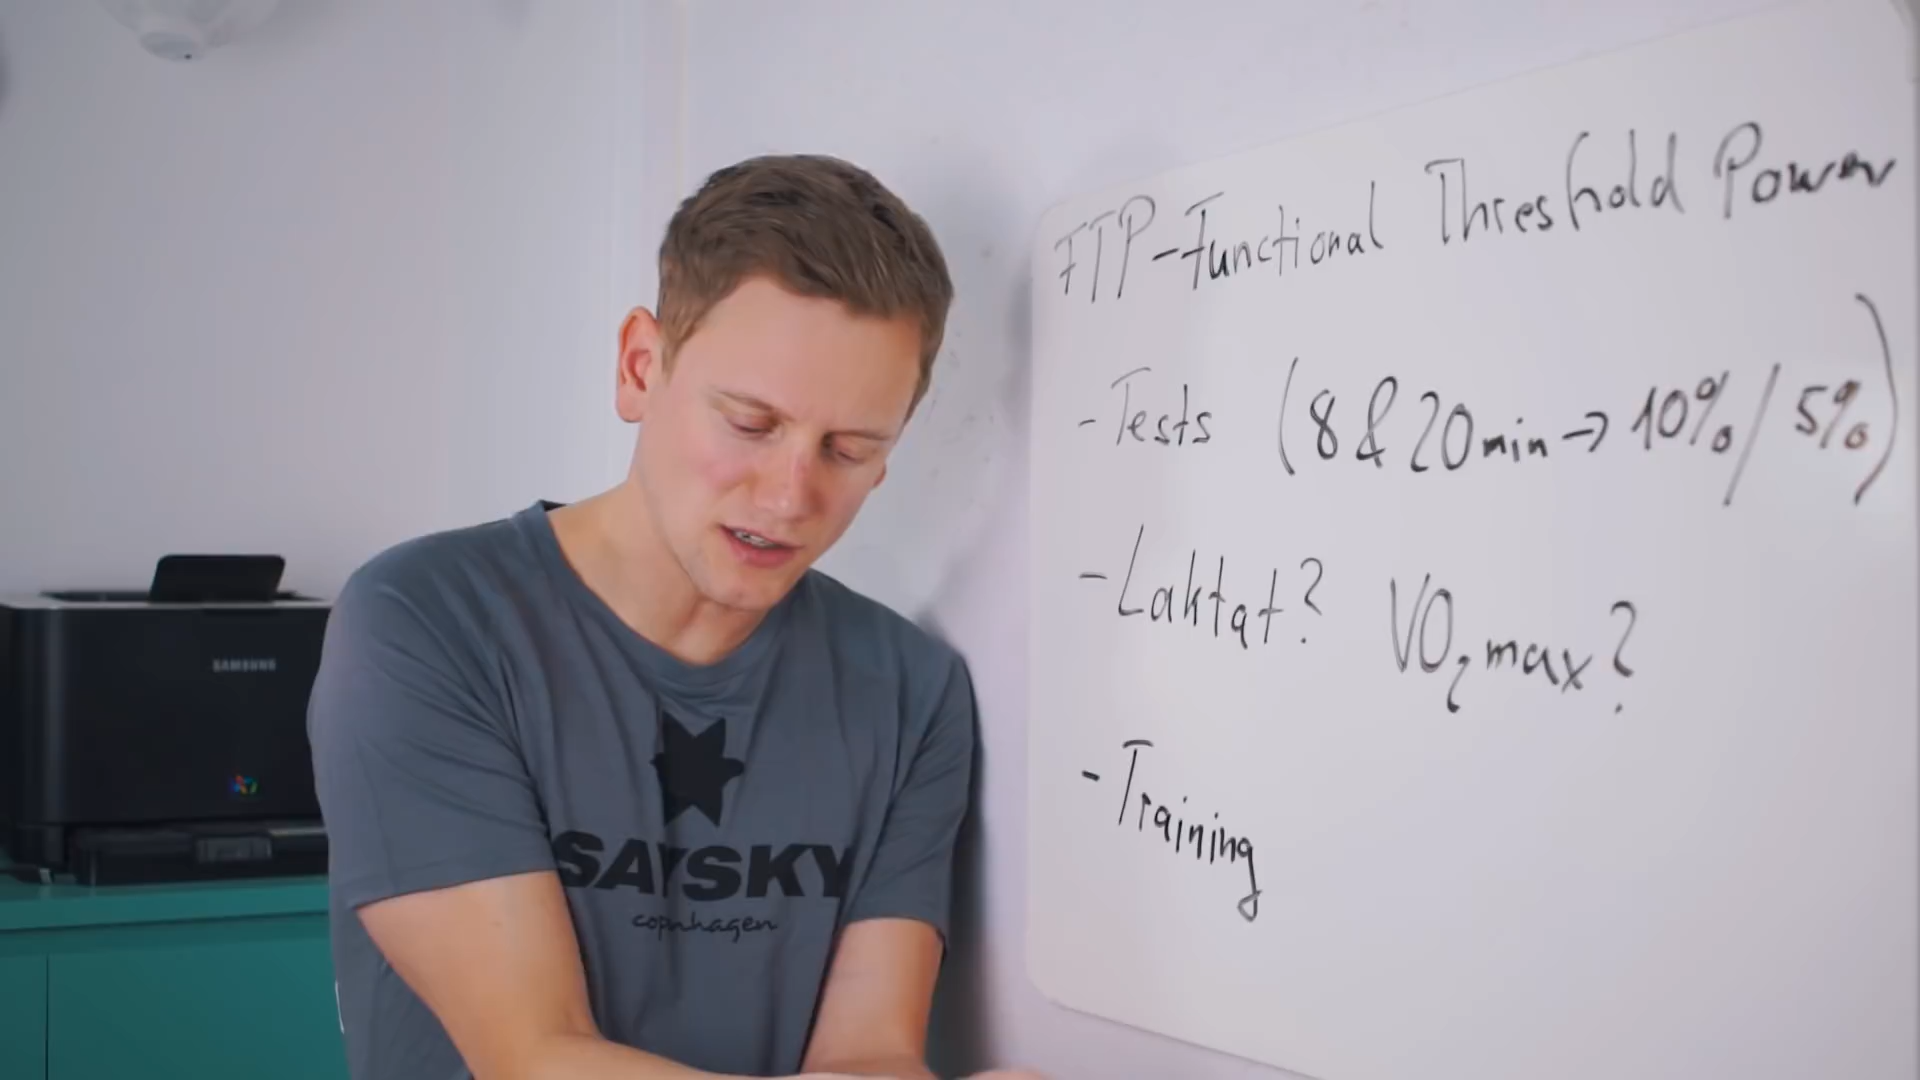 FTP-Functional Threshold Power
- Tests (8 & 20min → 10% / 5%)
- Laktat? VO2max?
- Training
SAMSUNG
SAYSKY
copenhagen